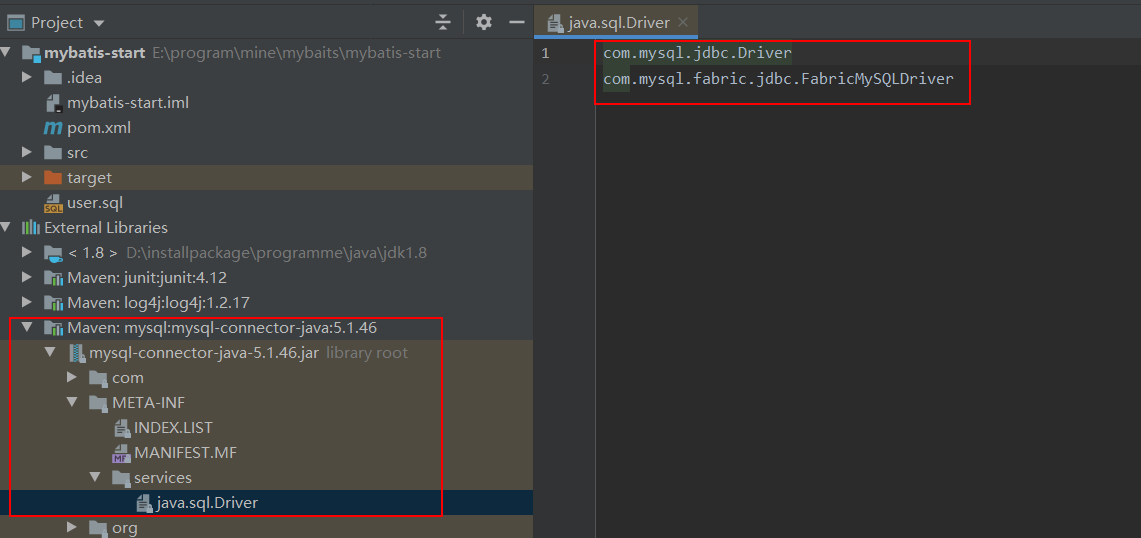 Project
mybatis-start E:\program\mine\mybaits\mybatis-start
.idea
mybatis-start.iml
pom.xml
src
target
user.sql
External Libraries
< 1.8 > D:\installpackage\programme\java\jdk1.8
Maven: junit:junit:4.12
Maven: log4j:log4j:1.2.17
Maven: mysql:mysql-connector-java:5.1.46
mysql-connector-java-5.1.46.jar library root
com
META-INF
INDEX.LIST
MF MANIFEST.MF
services
java.sql.Driver
org
java.sql.Driver
1 com.mysql.jdbc.Driver
2 com.mysql.fabric.jdbc.FabricMySQLDriver